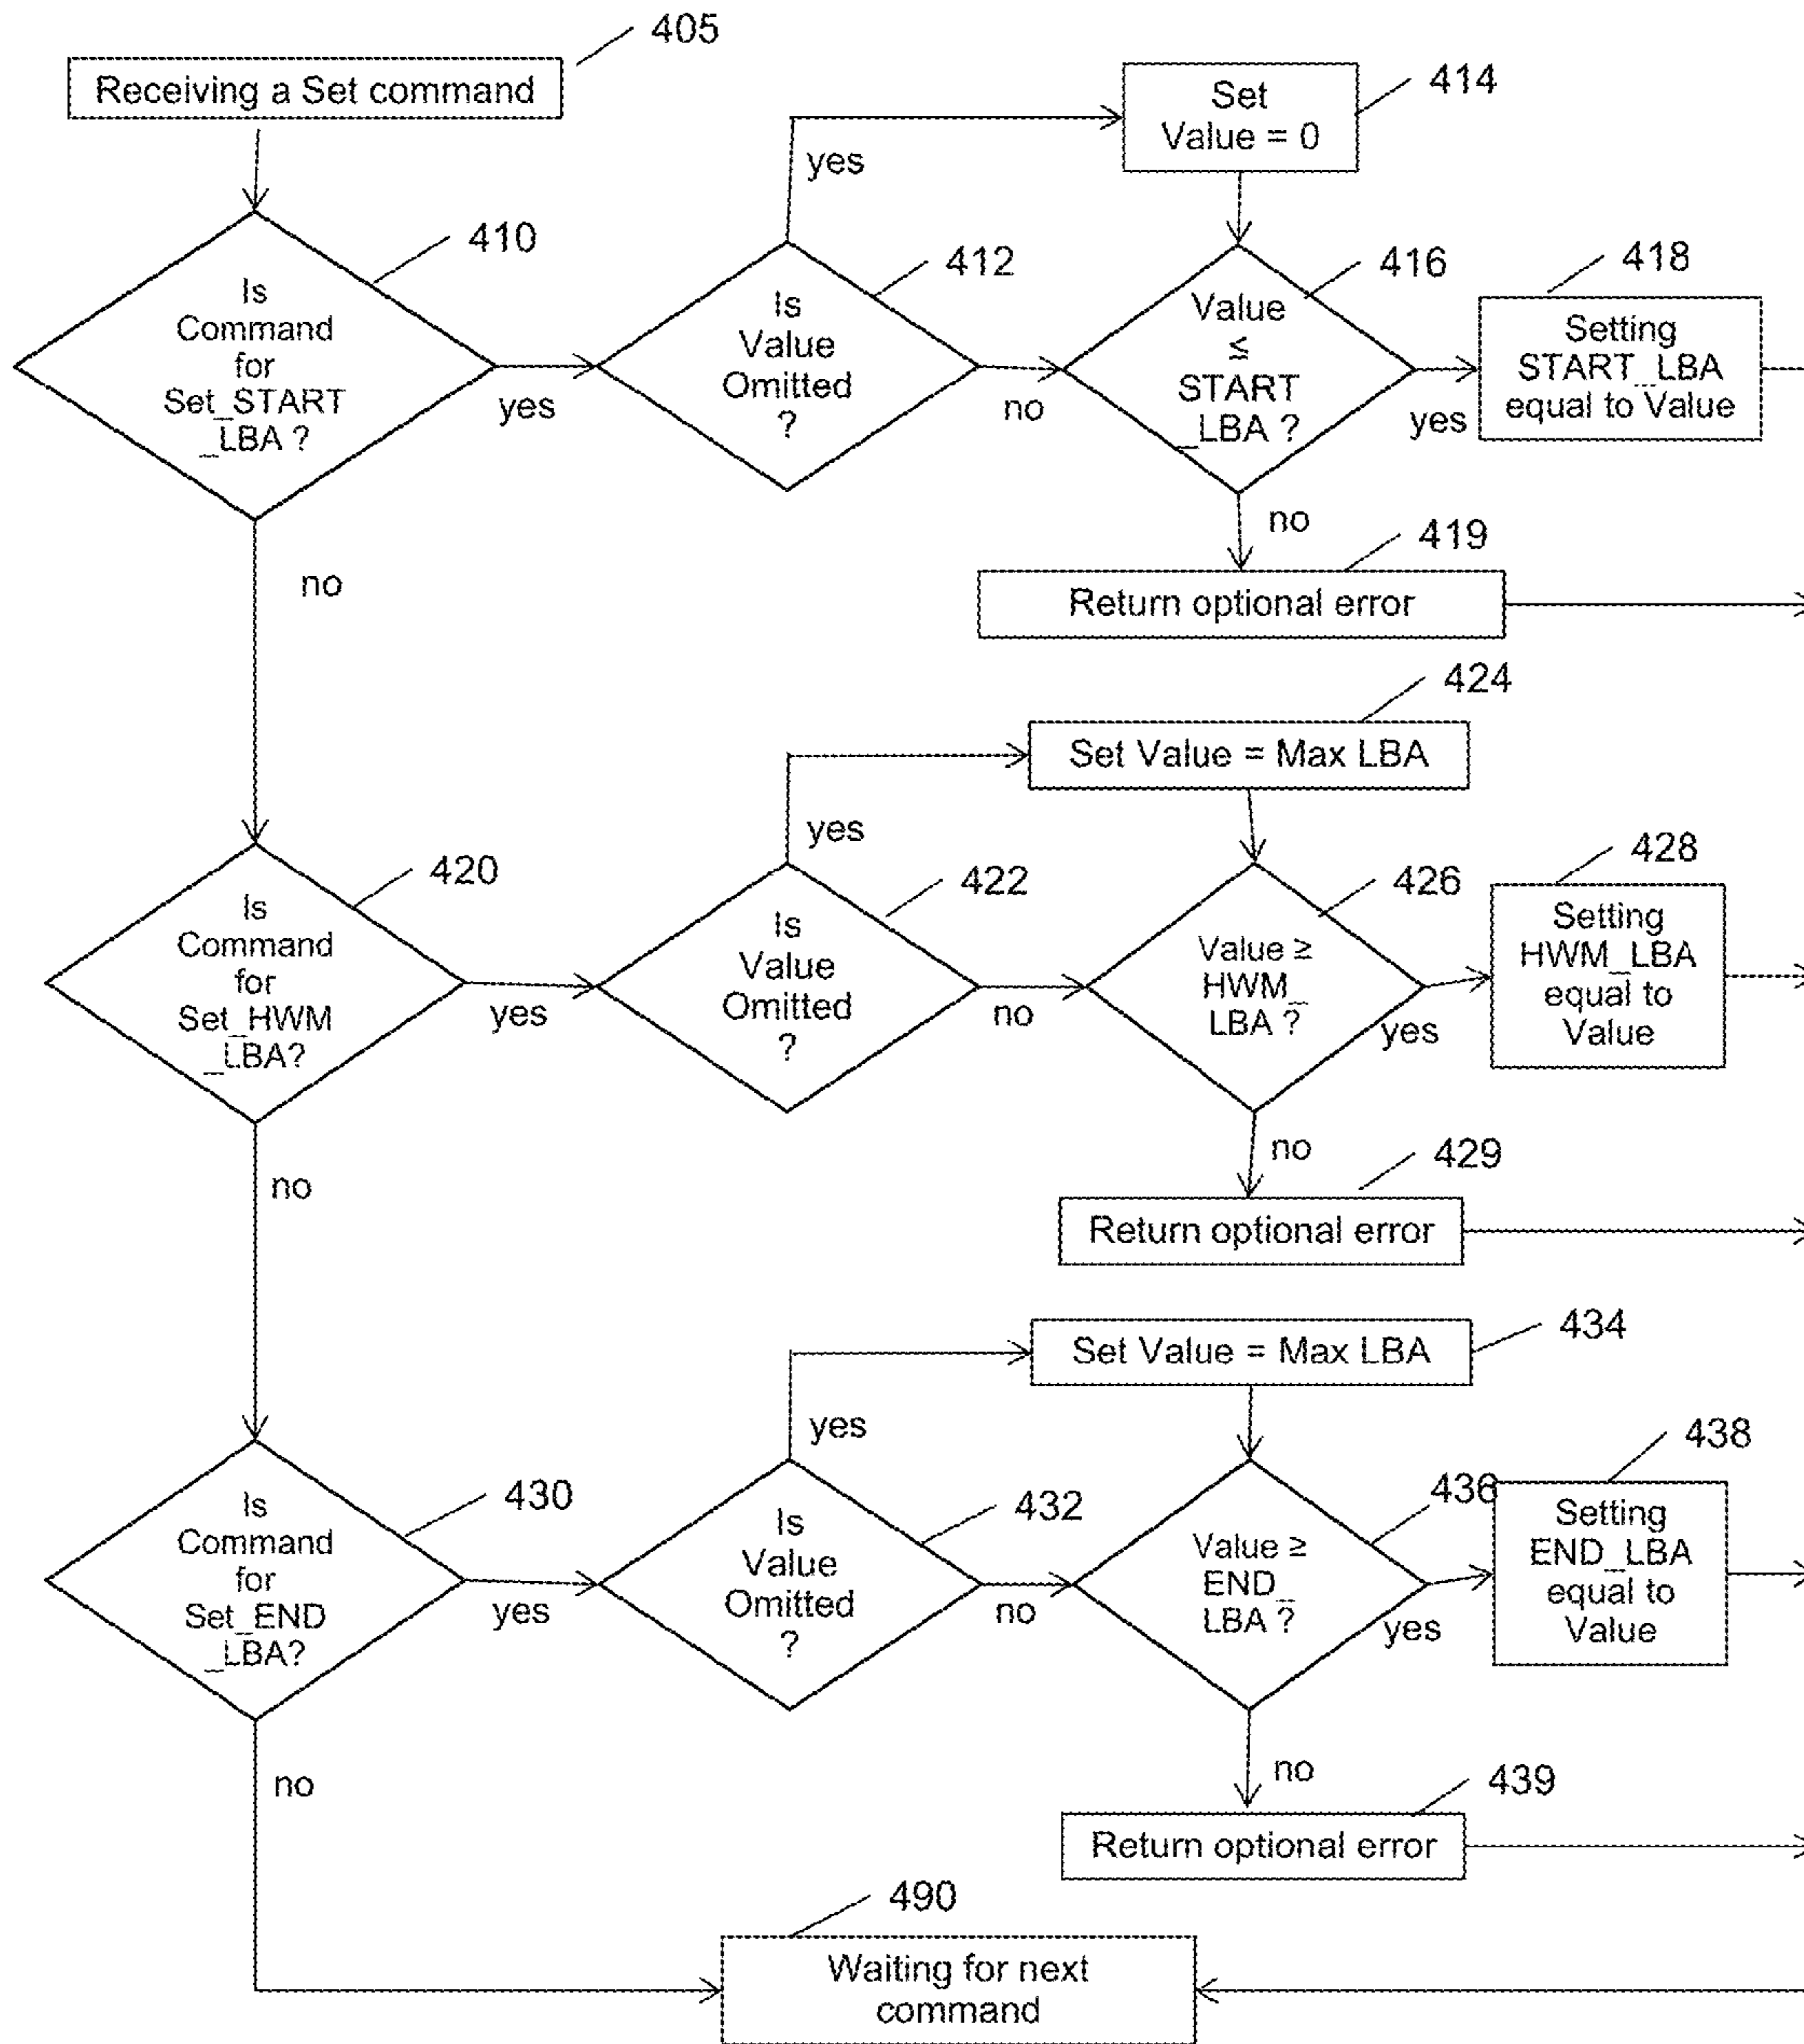 405
Receiving a Set command
414
Set
Value = 0
yes
410
Is
Command
for
Set_START
_LBA ?
yes
no
412
Is
Value
Omitted
?
no
416
Value
≤
START
_LBA ?
yes
no
418
Setting
START_LBA
equal to Value
419
Return optional error
424
Set Value = Max LBA
yes
420
Is
Command
for
Set_HWM
_LBA?
yes
no
422
Is
Value
Omitted
?
no
426
Value ≥
HWM_
LBA ?
yes
no
428
Setting
HWM_LBA
equal to
Value
429
Return optional error
434
Set Value = Max LBA
yes
430
Is
Command
for
Set_END
_LBA?
yes
no
432
Is
Value
Omitted
?
no
436
Value ≥
END_
LBA ?
yes
no
438
Setting
END_LBA
equal to
Value
439
Return optional error
490
Waiting for next
command